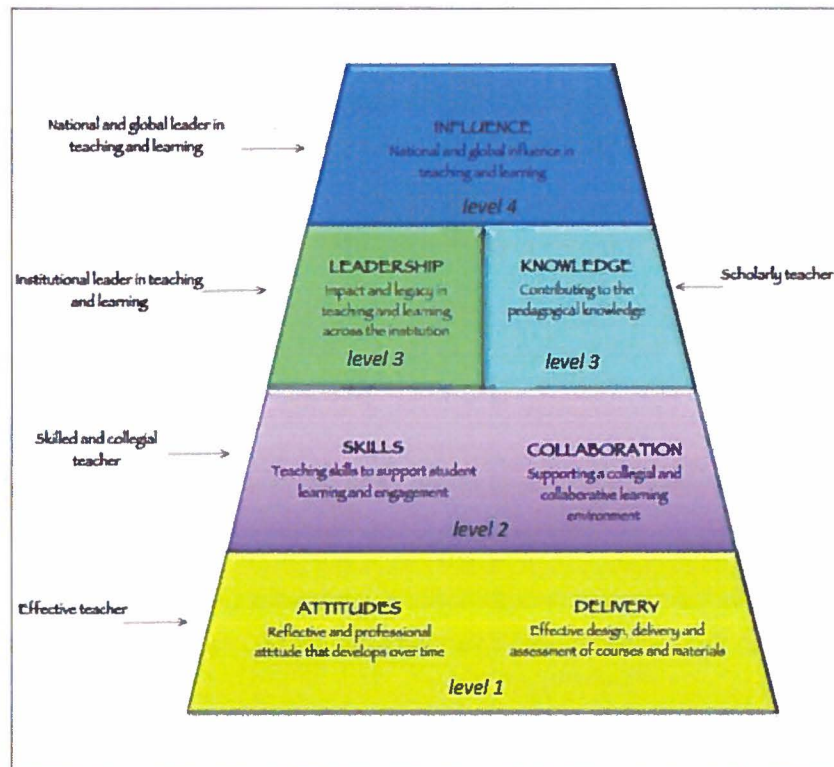 National and global leader in
teaching and learning
INFLUENCE
National and global influence in
teaching and learning
level 4
Institutional leader in teaching
and learning
LEADERSHIP
Impact and legacy in
teaching and learning
across the institution
level 3
KNOWLEDGE
Contributing to the
pedagogical knowledge
level 3
Scholarly teacher
Skilled and collegial
teacher
SKILLS
Teaching skills to support student
learning and engagement
COLLABORATION
Supporting a collegial and
collaborative learning
environment
level 2
Effective teacher
ATTITUDES
Reflective and professional
attitude that develops over time
DELIVERY
Effective design, delivery and
assessment of courses and materials
level 1